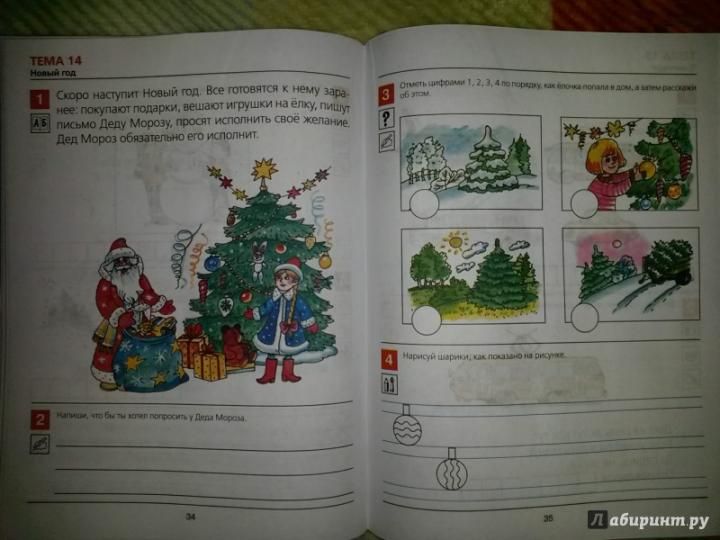 ТЕМА 14
Новый год
1
АБ
Скоро наступит Новый год. Все готовятся к нему зара-
нее: покупают подарки, вешают игрушки на ёлку, пишут
письмо Деду Морозу, просят исполнить своё желание.
Дед Мороз обязательно его исполнит.
2
Напиши, что бы ты хотел попросить у Деда Мороза.
34
3
Отметь цифрами 1, 2, 3, 4 по порядку, как ёлочка попала в дом, а затем расскажи
об этом.
?
4
Нарисуй шарики, как показано на рисунке.
35
Лабиринт.ру